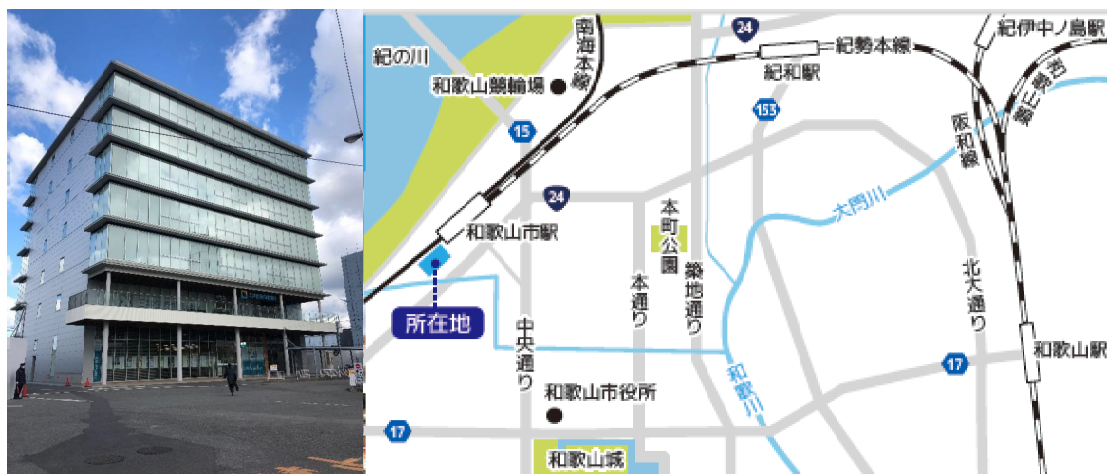 紀の川
南海本線
24
紀勢本線
紀伊中ノ島駅
和歌山競輪場
紀和駅
153
15
阪和線
和歌山線
24
大門川
本町公園
和歌山市駅
所在地
中央通り
本通り
築地通り
北大通り
和歌山駅
17
和歌川
和歌山市役所
17
和歌山城